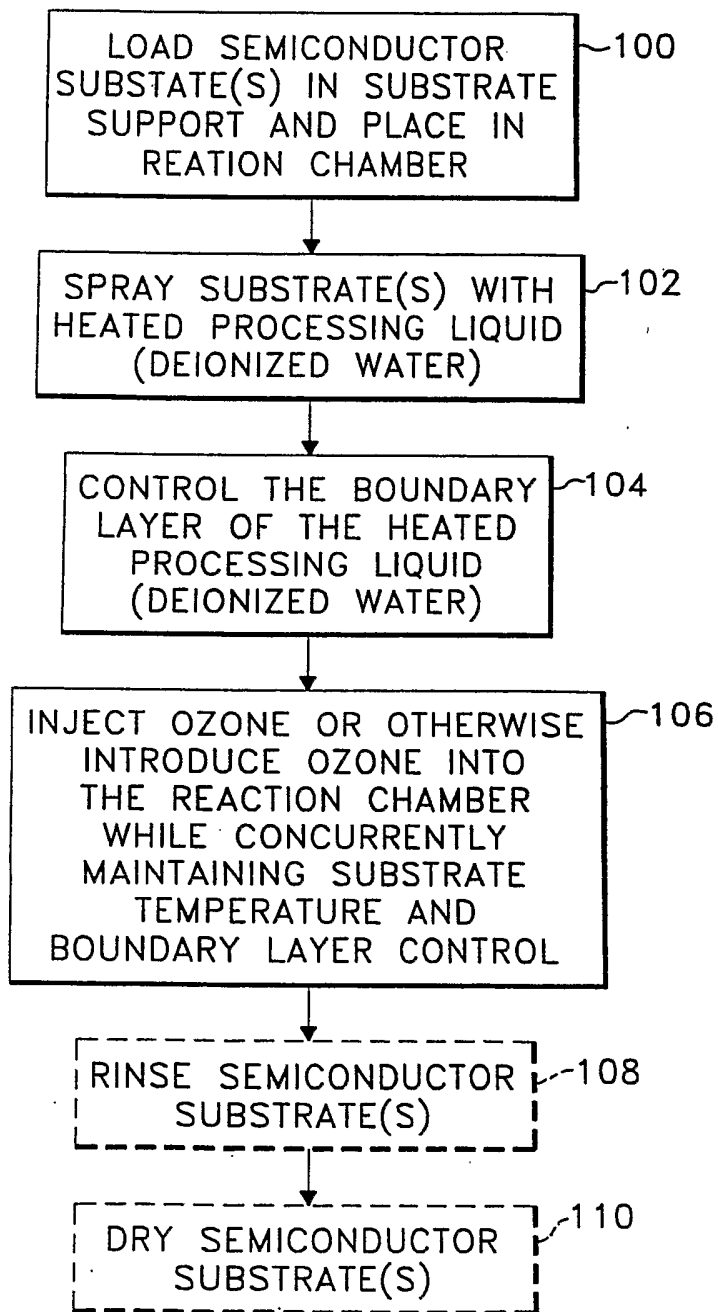 LOAD SEMICONDUCTOR
SUBSTATE(S) IN SUBSTRATE
SUPPORT AND PLACE IN
REATION CHAMBER
100
SPRAY SUBSTRATE(S) WITH
HEATED PROCESSING LIQUID
(DEIONIZED WATER)
102
CONTROL THE BOUNDARY
LAYER OF THE HEATED
PROCESSING LIQUID
(DEIONIZED WATER)
104
INJECT OZONE OR OTHERWISE
INTRODUCE OZONE INTO
THE REACTION CHAMBER
WHILE CONCURRENTLY
MAINTAINING SUBSTRATE
TEMPERATURE AND
BOUNDARY LAYER CONTROL
106
RINSE SEMICONDUCTOR
SUBSTRATE(S)
108
DRY SEMICONDUCTOR
SUBSTRATE(S)
110